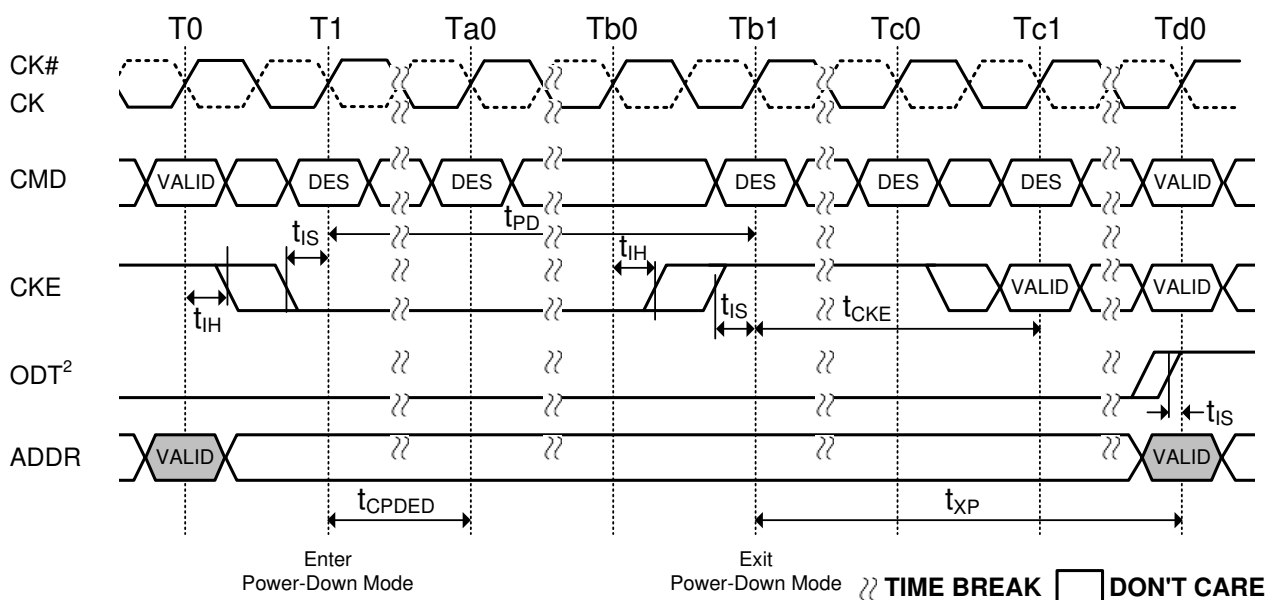 T0 T1 Ta0 Tb0 Tb1 Tc0 Tc1 Td0
CK#
CK
CMD VALID DES DES DES DES DES VALID
tPD
tIS
tIH
CKE VALID VALID
tIH
tIS
tCKE
ODT²
tIS
ADDR VALID VALID
tCPDED
tXP
Enter
Power-Down Mode
Exit
Power-Down Mode
TIME BREAK
DON'T CARE